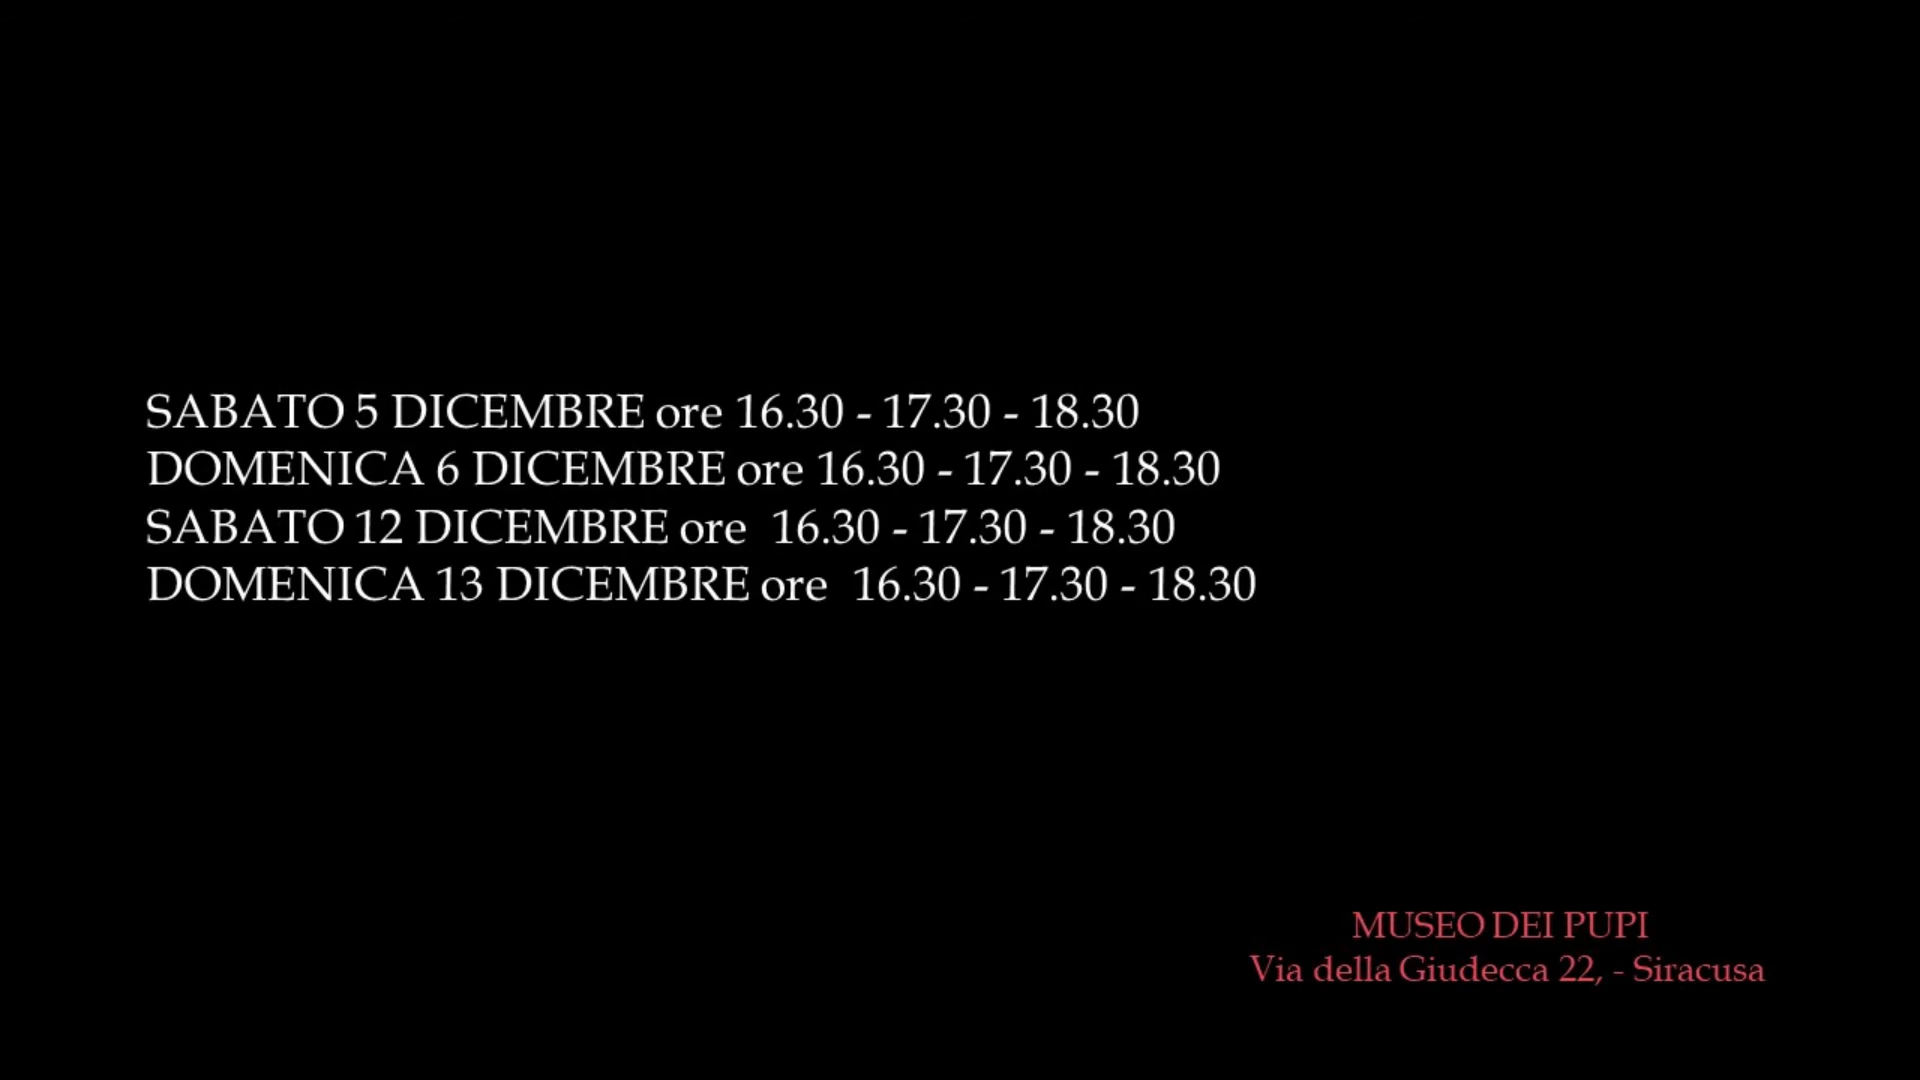 SABATO 5 DICEMBRE ore 16.30 - 17.30 - 18.30
DOMENICA 6 DICEMBRE ore 16.30 - 17.30 - 18.30
SABATO 12 DICEMBRE ore  16.30 - 17.30 - 18.30
DOMENICA 13 DICEMBRE ore  16.30 - 17.30 - 18.30
MUSEO DEI PUPI
Via della Giudecca 22, - Siracusa